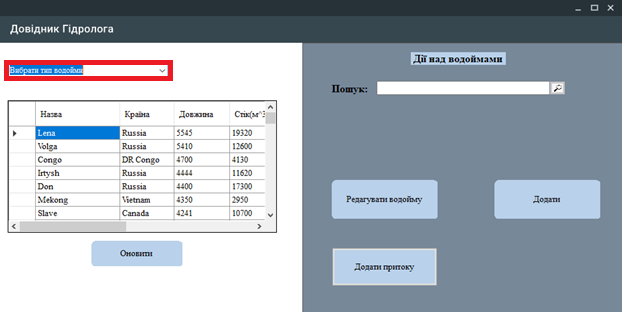 Довідник Гідролога
Вибрати тип водойми
Дії над водоймами
Пошук:
Назва Країна Довжина Стік(м^3
Lena Russia 5545 19320
Volga Russia 5410 12600
Congo DR Congo 4700 4130
Irtysh Russia 4444 11620
Don Russia 4400 17300
Mekong Vietnam 4350 2950
Slave Canada 4241 10700
Оновити
Редагувати водойму
Додати
Додати притоку